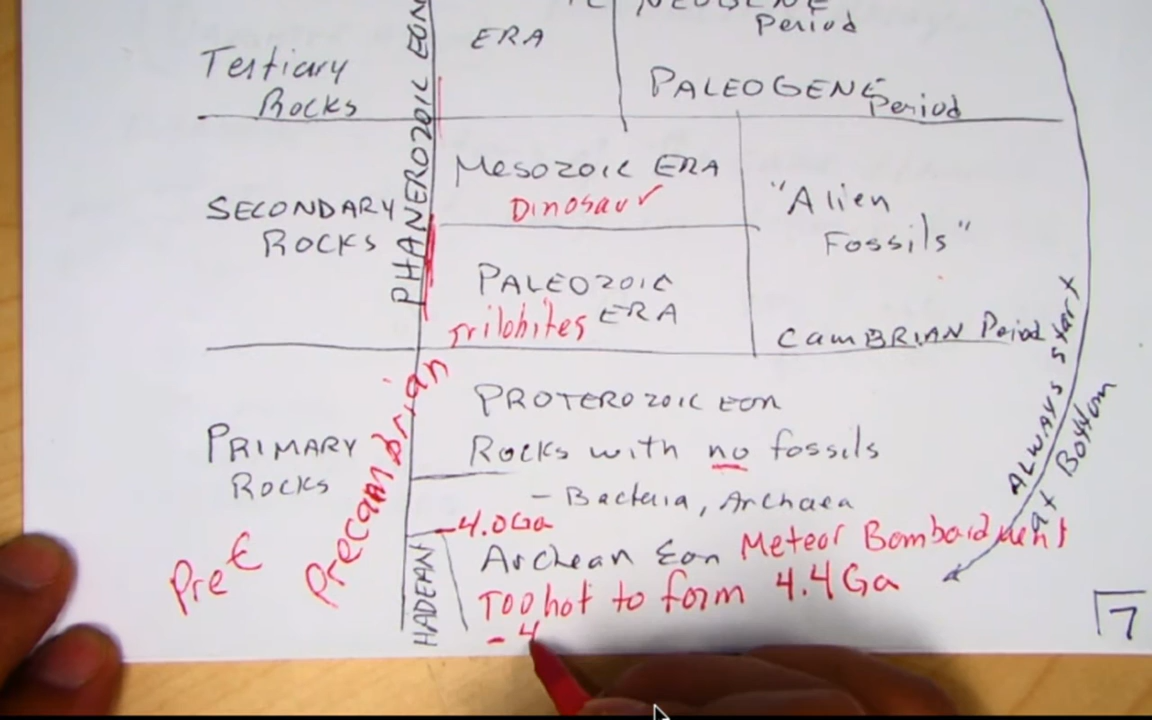 ERA
Period
Tertiary
Rocks
PALEOGENE
Period
PHANEROZOIC EON
MESOZOIC ERA
Dinosaur
SECONDARY
ROCKS
"Alien
Fossils"
PALEOZOIC
ERA
Trilobites
CAMBRIAN Period
Precambrian
PROTEROZOIC EON
PRIMARY
ROCKS
Rocks with no fossils
- Bacteria, Archaea
ALWAYS start
at Bottom
-4.0Ga
Archean Eon Meteor Bombardment
HADEAN
Too hot to form 4.4Ga
- 4
Pre Є
7